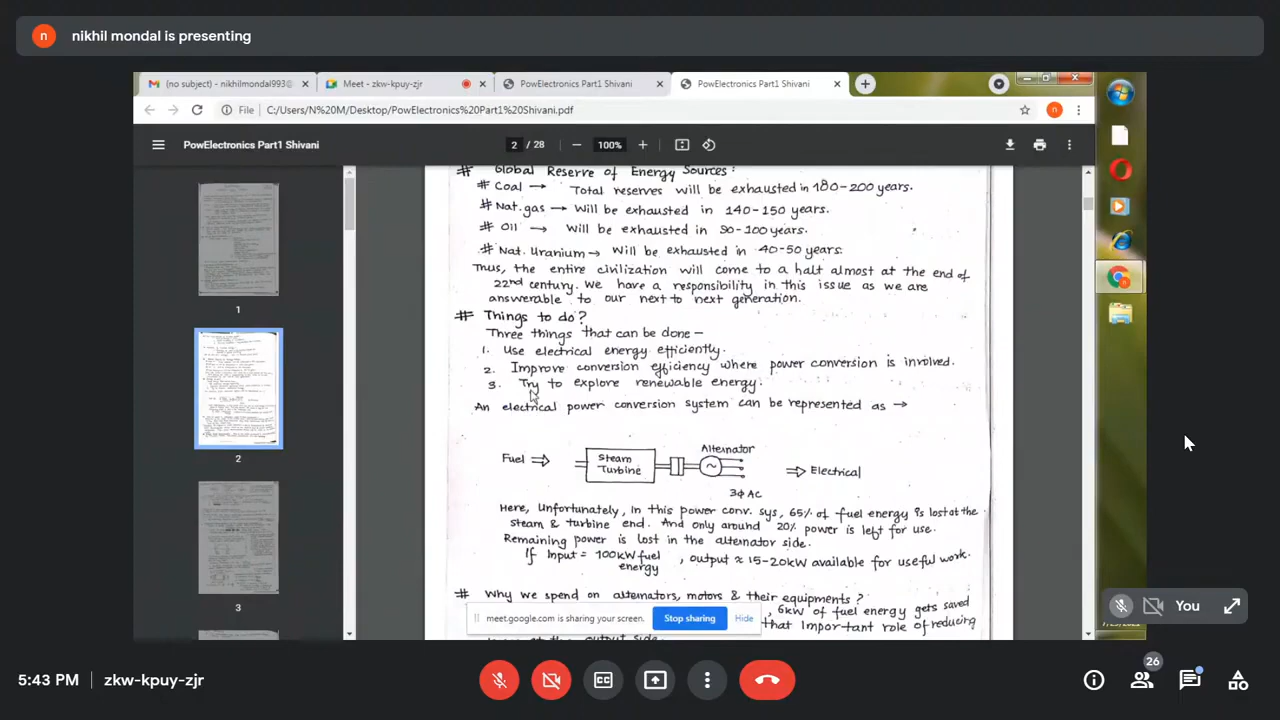 n nikhil mondal is presenting
(no subject) - nikhilmondal993@
Meet - zkw-kpuy-zjr
PowElectronics Part1 Shivani
PowElectronics Part1 Shivani
File C:/Users/N%20M/Desktop/PowElectronics%20Part1%20Shivani.pdf
n
PowElectronics Part1 Shivani
2 / 28
100%
1
2
3
# Global Reserve of Energy Sources:
# Coal → Total reserves will be exhausted in 180-200 years.
# Nat. gas → Will be exhausted in 140-150 years.
# Oil → Will be exhausted in 90-100 years.
# Nat. Uranium → Will be exhausted in 40-50 years.
Thus, the entire civilization will come to a halt almost at the end of
22nd century. We have a responsibility in this issue as we are
answerable to our next to next generation.
# Things to do?
Three things that can be done —
1. Use electrical energy efficiently.
2. Improve conversion efficiency where power conversion is involved.
3. Try to explore renewable energy.
An electrical power conversion system can be represented as →
Fuel ⇒
Steam
Turbine
Alternator
~
3φ AC
⇒ Electrical
Here, Unfortunately, in this power conv. sys, 65% of fuel energy is lost at the
steam & turbine end. And only around 20% power is left for use.
Remaining power is lost in the alternator side.
If Input = 100kW fuel
energy, output ≈ 15-20kW available for useful work.
# Why we spend on alternators, motors & their equipments?
, 6kW of fuel energy gets saved
that important role of reducing
at the output side.
meet.google.com is sharing your screen.
Stop sharing
Hide
You
5:43 PM
zkw-kpuy-zjr
CC
26